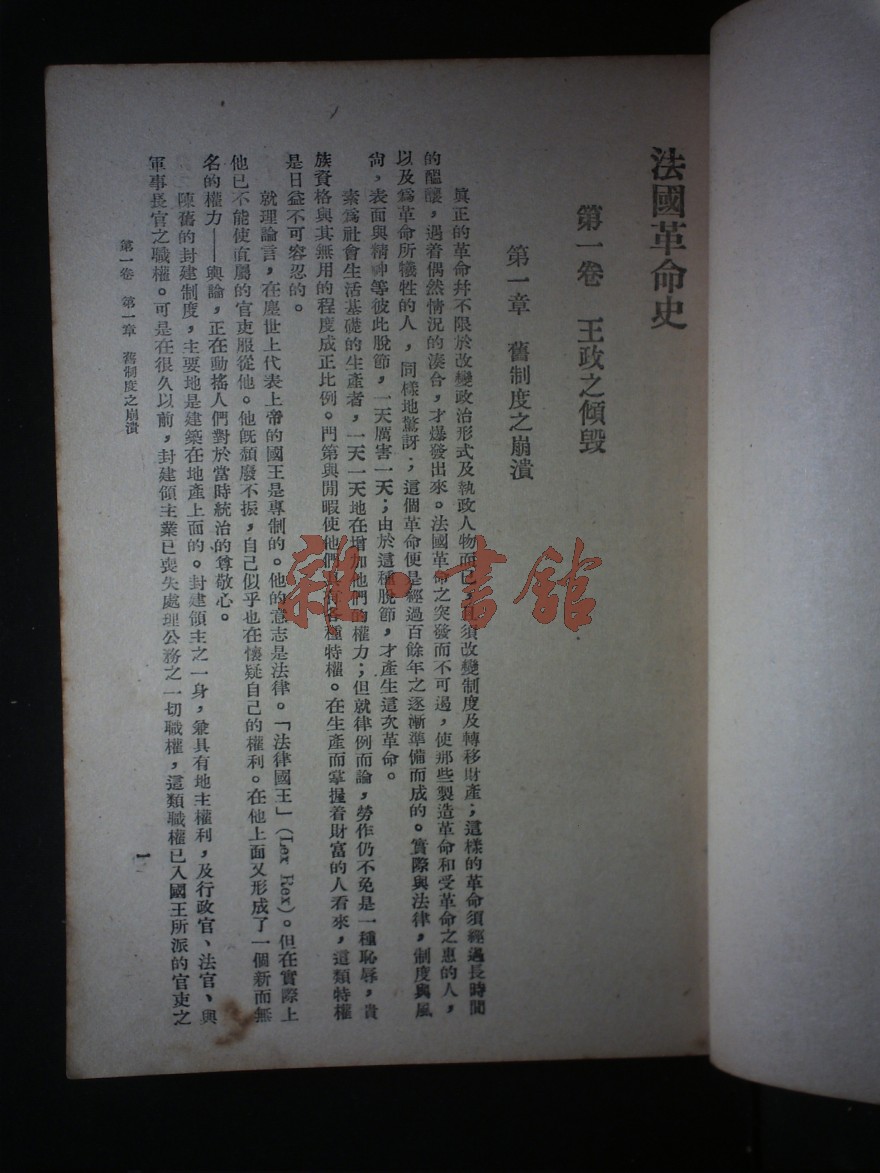 法國革命史
第一卷　王政之傾毀
第一章　舊制度之崩潰
眞正的革命幷不限於改變政治形式及執政人物而已，且須改變制度及轉移財產；這樣的革命須經過長時間
的醞釀，遇着偶然情況的湊合，才爆發出來。法國革命之突發而不可遏，使那些製造革命和受革命之惠的人，
以及爲革命所犧牲的人，同樣地驚訝；這個革命便是經過百餘年之逐漸準備而成的。實際與法律，制度與風
尙，表面與精神等彼此脫節，一天厲害一天；由於這種脫節，才產生這次革命。
素爲社會生活基礎的生產者，一天一天地在增加他們的權力；但就律例而論，勞作仍不免是一種恥辱，貴
族資格與其無用的程度成正比例。門第與閒暇使他們具有各種特權。在生產而掌握着財富的人看來，這類特權
是日益不可容忍的。
就理論言，在塵世上代表上帝的國王是專制的。他的意志是法律。「法律國王」（Lex Rex）。但在實際上
他已不能使直屬的官吏服從他。他旣頹廢不振，自己似乎也在懷疑自己的權利。在他上面又形成了一個新而無
名的權力——輿論，正在動搖人們對於當時統治的尊敬心。
陳舊的封建制度，主要地是建築在地產上面的。封建領主之一身，兼具有地主權利，及行政官、法官、與
軍事長官之職權。可是在很久以前，封建領主業已喪失處理公務之一切職權，這類職權已入國王所派的官吏之
第一卷　第一章　舊制度之崩潰
一
雜·書館